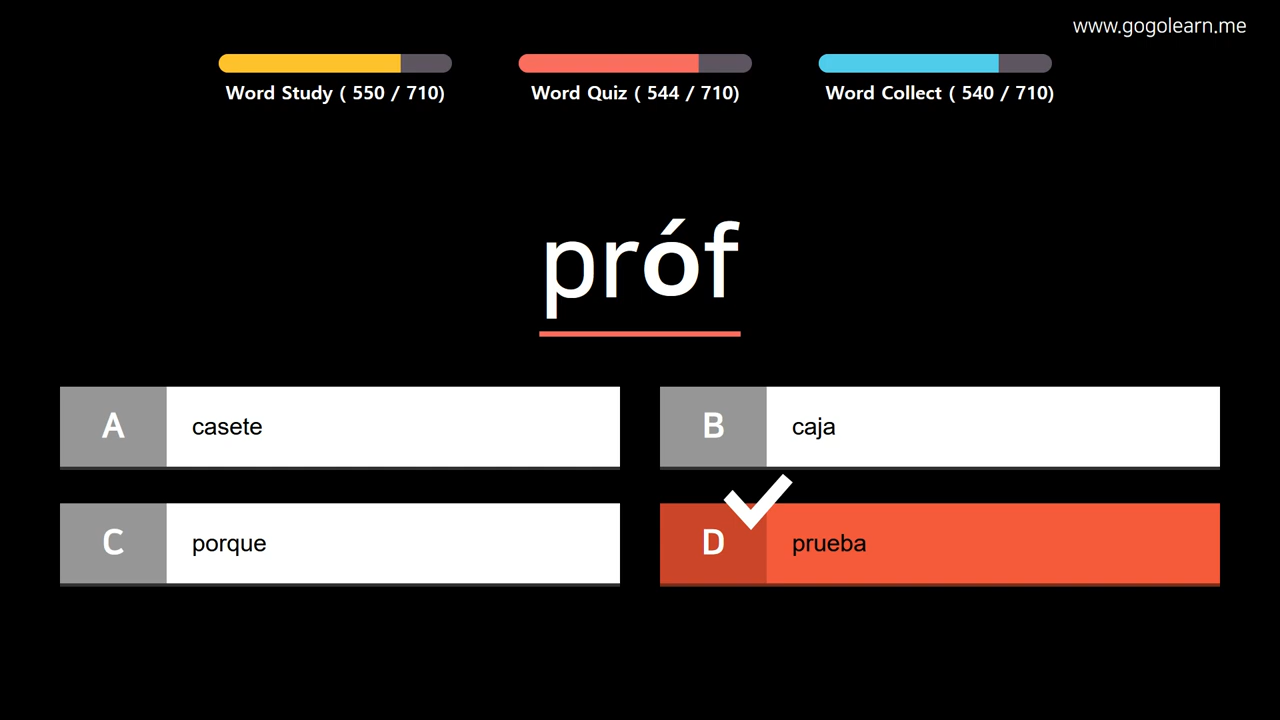 www.gogolearn.me
Word Study ( 550 / 710)
Word Quiz ( 544 / 710)
Word Collect ( 540 / 710)
próf
A casete
B caja
C porque
D prueba